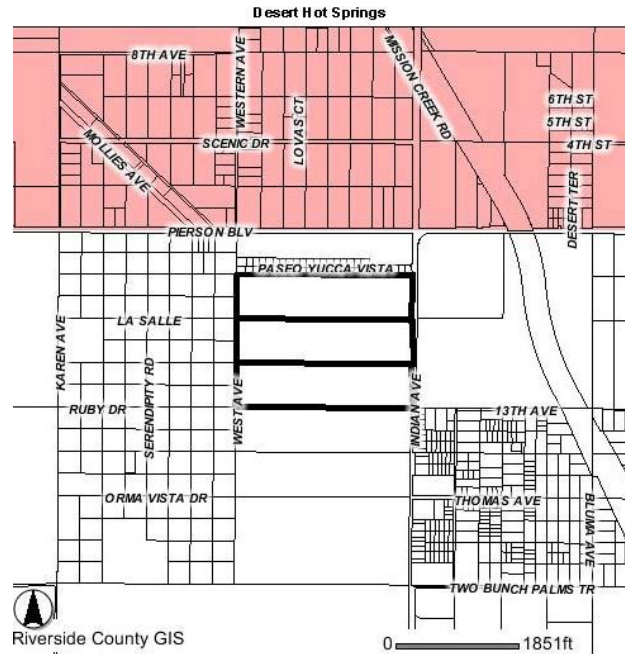 Desert Hot Springs
8TH AVE
WESTERN AVE
MISSION CREEK RD
6TH ST
LOVAS CT
5TH ST
MOLLIES AVE
SCENIC DR
4TH ST
DESERT TER
PIERSON BLV
PASEO YUCCA VISTA
KAREN AVE
LA SALLE
SERENDIPITY RD
WEST AVE
INDIAN AVE
RUBY DR
13TH AVE
ORMA VISTA DR
THOMAS AVE
BLUMA AVE
TWO BUNCH PALMS TR
Riverside County GIS
0 1851ft